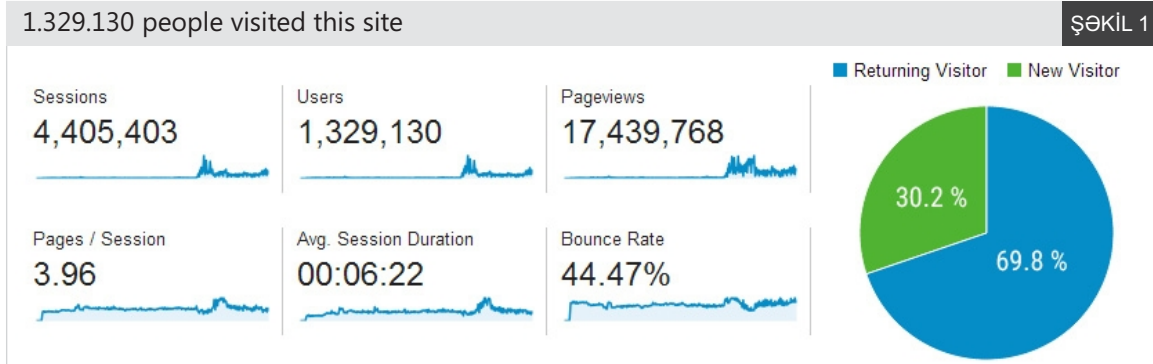 1.329.130 people visited this site
ŞƏKİL 1
Returning Visitor New Visitor
Sessions
4,405,403
Users
1,329,130
Pageviews
17,439,768
30.2 %
69.8 %
Pages / Session
3.96
Avg. Session Duration
00:06:22
Bounce Rate
44.47%